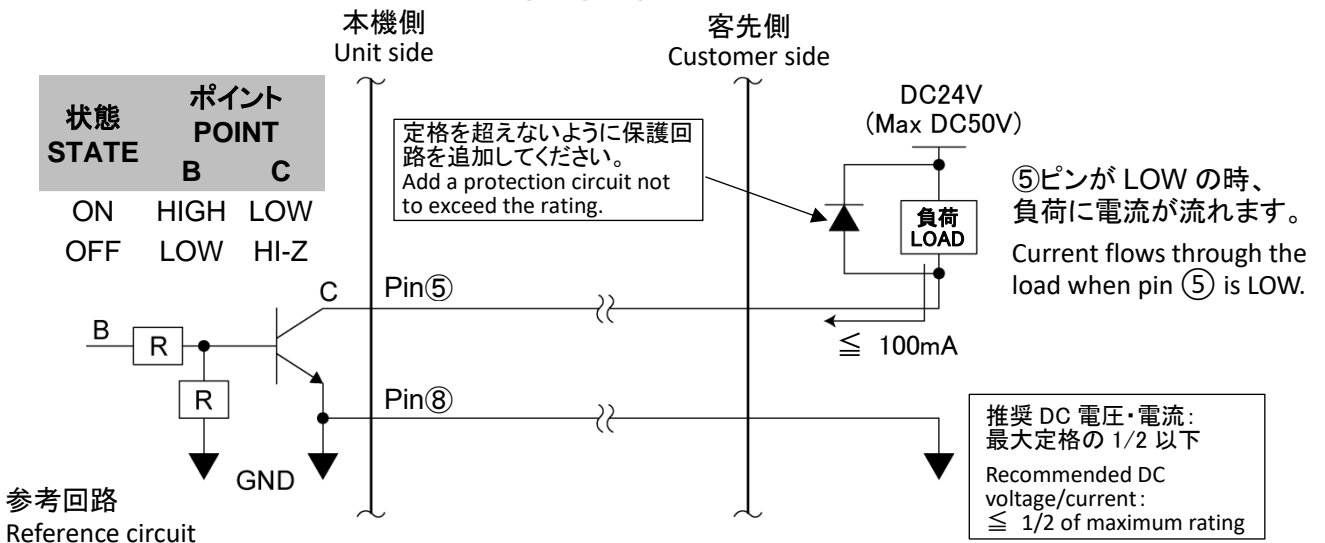 本機側
Unit side
客先側
Customer side
状態
STATE
ポイント
POINT
B C
ON HIGH LOW
OFF LOW HI-Z
定格を超えないように保護回
路を追加してください。
Add a protection circuit not
to exceed the rating.
DC24V
(Max DC50V)
負荷
LOAD
⑤ピンが LOW の時、
負荷に電流が流れます。
Current flows through the
load when pin ⑤ is LOW.
C
Pin⑤
B
R
R
≦ 100mA
Pin⑧
GND
推奨 DC 電圧・電流:
最大定格の 1/2 以下
Recommended DC
voltage/current:
≦ 1/2 of maximum rating
参考回路
Reference circuit